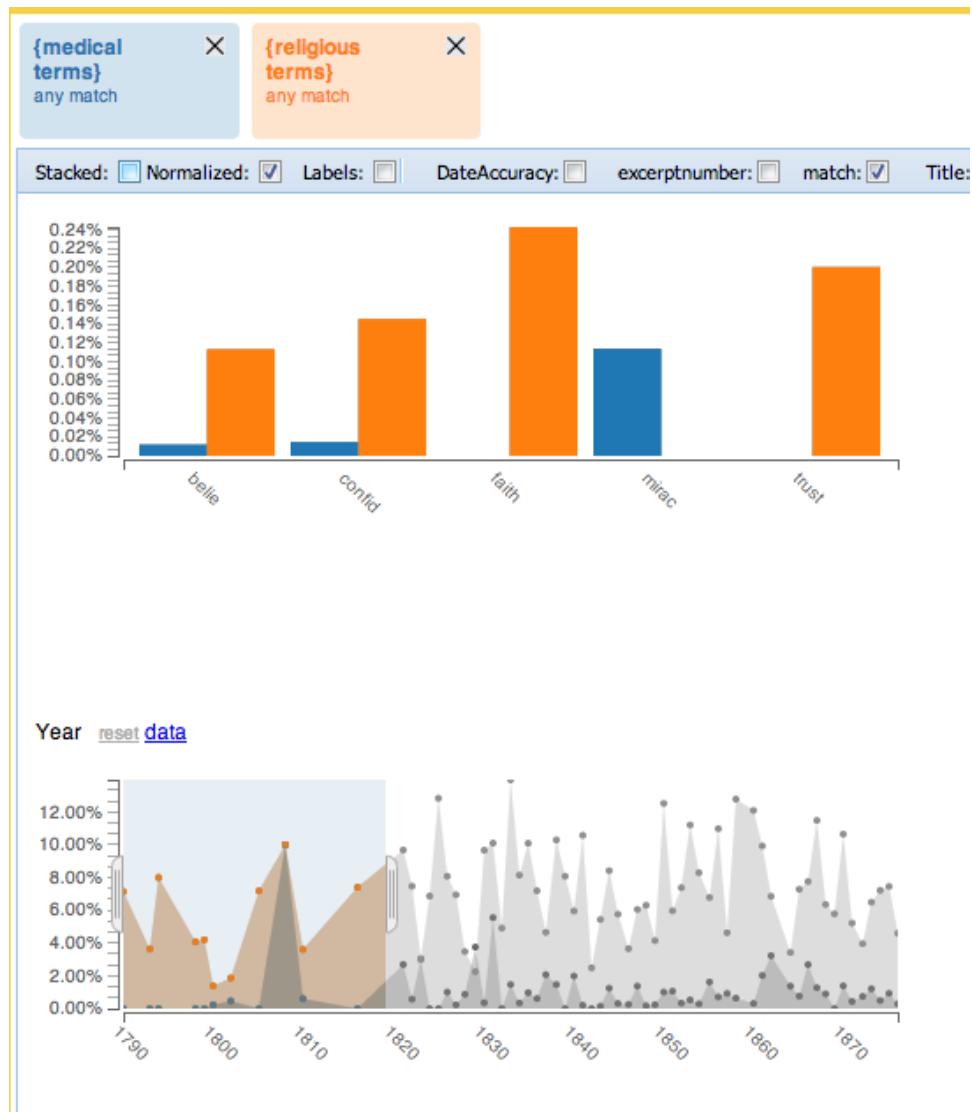 {medical
terms}
any match
{religious
terms}
any match
Stacked: Normalized: Labels: DateAccuracy: excerptnumber: match: Title:
0.24%
0.22%
0.20%
0.18%
0.16%
0.14%
0.12%
0.10%
0.08%
0.06%
0.04%
0.02%
0.00%
belie confid faith mirac trust
Year reset data
12.00%
10.00%
8.00%
6.00%
4.00%
2.00%
0.00%
1790 1800 1810 1820 1830 1840 1850 1860 1870